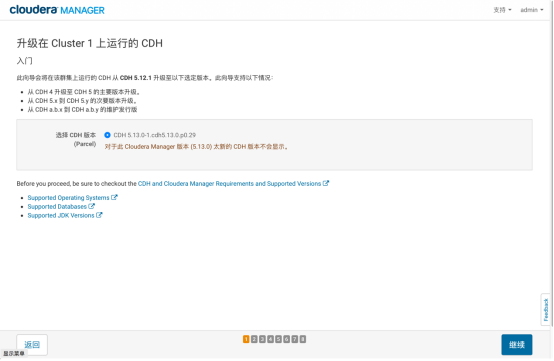 cloudera MANAGER
支持 admin
升级在 Cluster 1 上运行的 CDH
入门
此向导会将在该群集上运行的 CDH 从 CDH 5.12.1 升级至以下选定版本。此向导支持以下情况:
从 CDH 4 升级至 CDH 5 的主要版本升级。
从 CDH 5.x 到 CDH 5.y 的次要版本升级。
从 CDH a.b.x 到 CDH a.b.y 的维护发行版
选择 CDH 版本 (Parcel)
CDH 5.13.0-1.cdh5.13.0.p0.29
对于此 Cloudera Manager 版本 (5.13.0) 太新的 CDH 版本不会显示。
Before you proceed, be sure to checkout the CDH and Cloudera Manager Requirements and Supported Versions
Supported Operating Systems
Supported Databases
Supported JDK Versions
Feedback
返回
1 2 3 4 5 6 7 8
继续
显示菜单